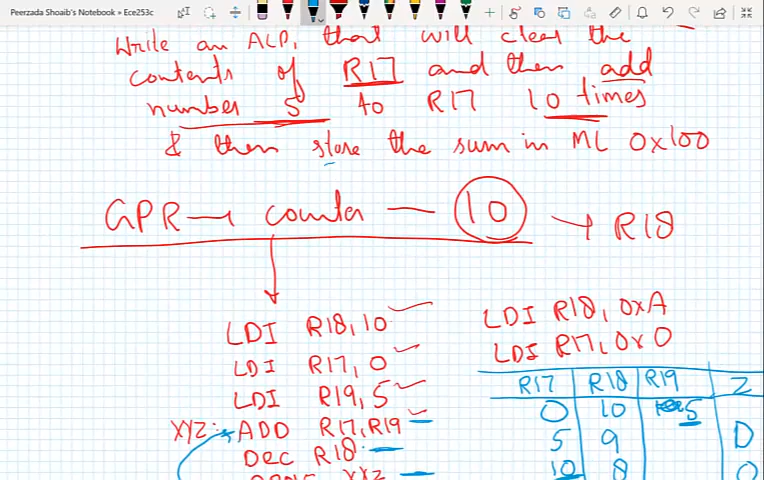 Peerzada Shoaib's Notebook » Ece253c
Write an ALP, that will clear the
contents of R17 and then add
number 5 to R17 10 times
& then store the sum in ML 0x100
GPR → counter — 10 → R18
LDI R18, 10
LDI R17, 0
LDI R19, 5
XYZ: ADD R17, R19
DEC R18
XYZ
LDI R18, 0xA
LDI R17, 0x0
R17 R18 R19 Z
0 10 5
5 9 0
10 8 0